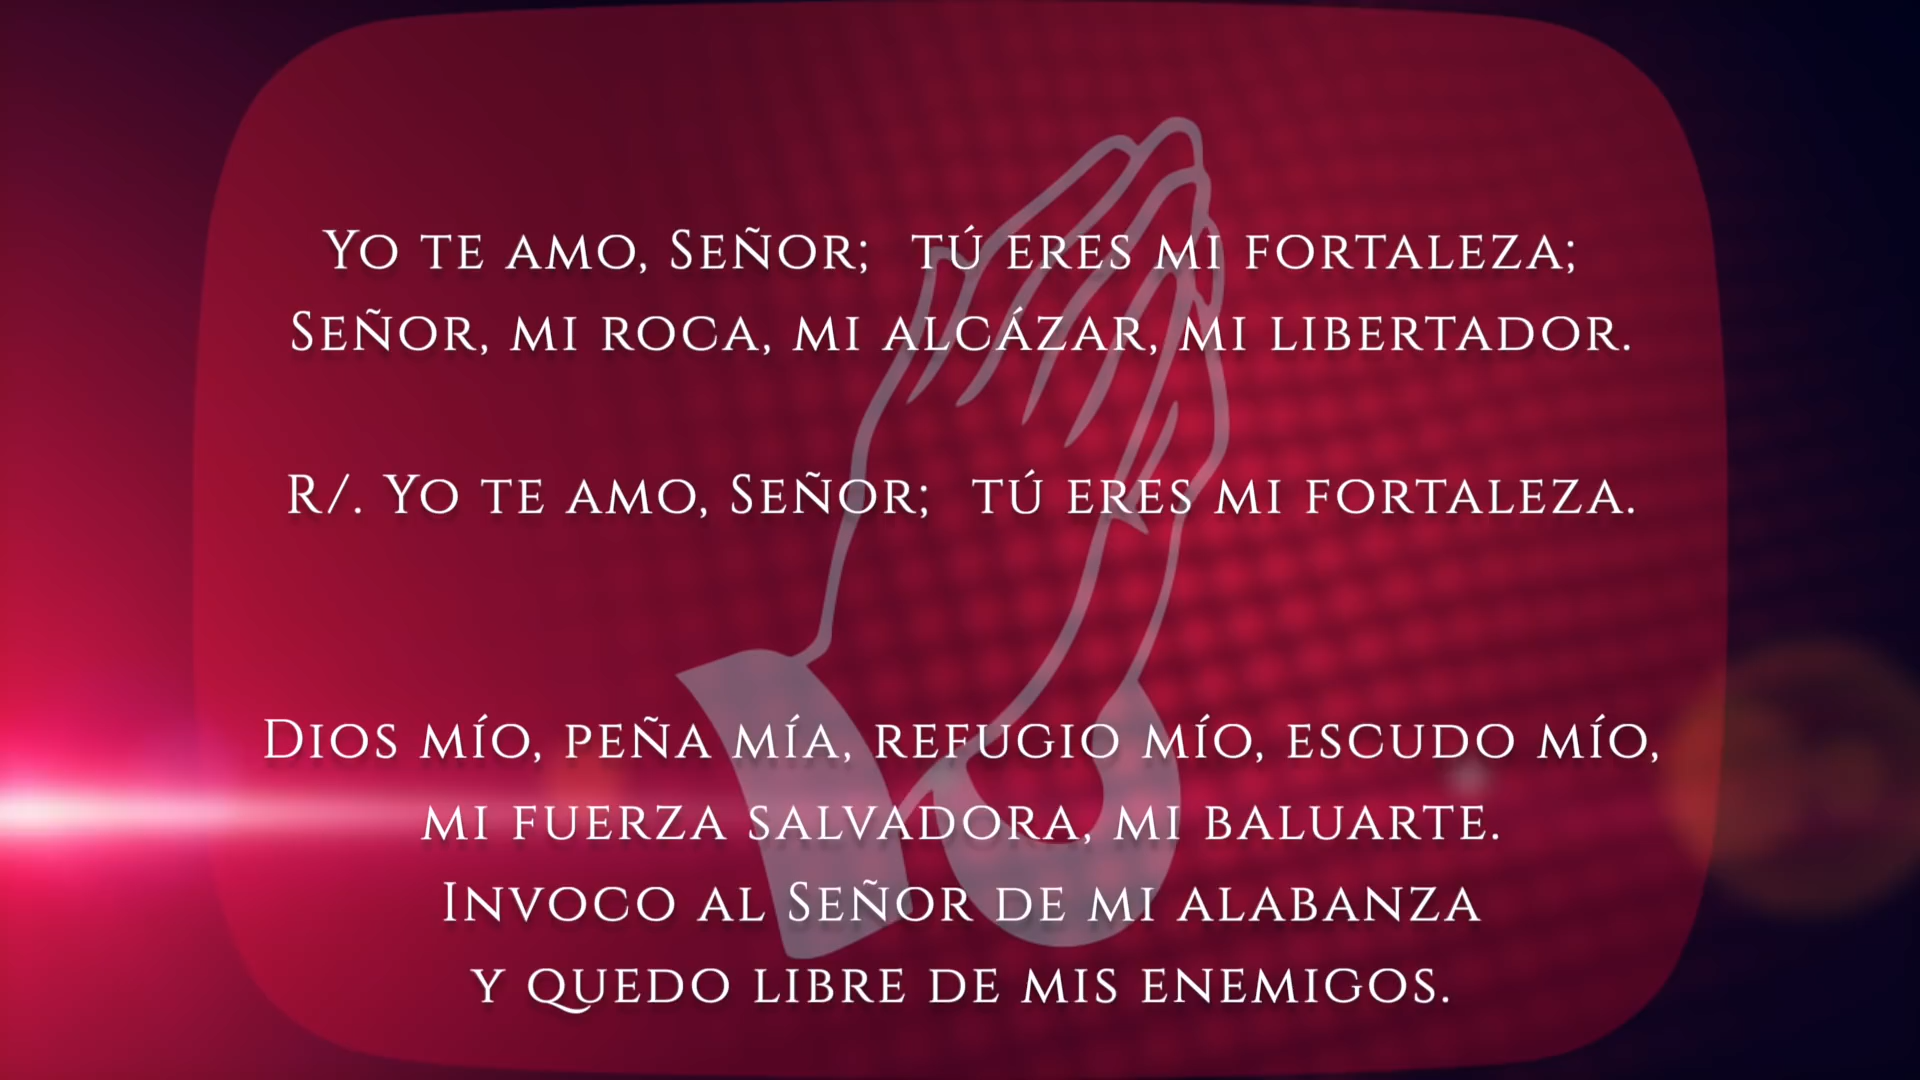 Yo te amo, Señor; tú eres mi fortaleza;
Señor, mi roca, mi alcázar, mi libertador.
R/. Yo te amo, Señor; tú eres mi fortaleza.
Dios mío, peña mía, refugio mío, escudo mío,
mi fuerza salvadora, mi baluarte.
Invoco al Señor de mi alabanza
y quedo libre de mis enemigos.